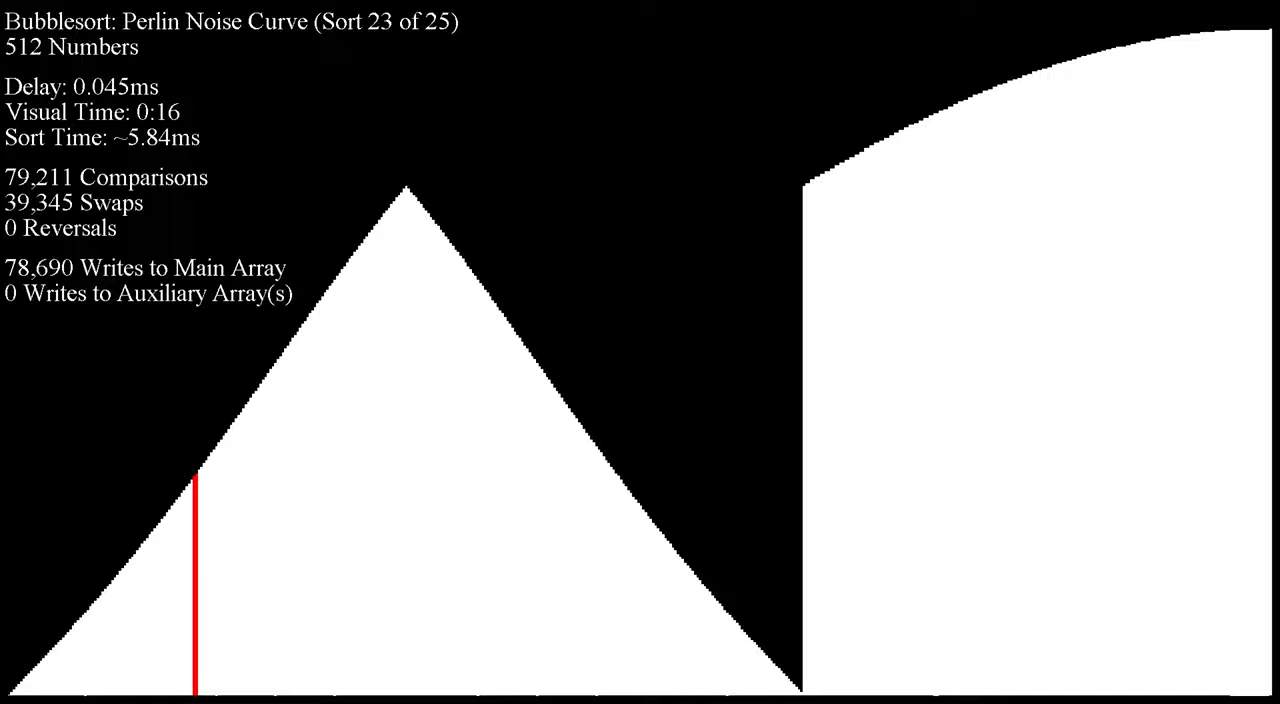 Bubblesort: Perlin Noise Curve (Sort 23 of 25)
512 Numbers
Delay: 0.045ms
Visual Time: 0:16
Sort Time: ~5.84ms
79,211 Comparisons
39,345 Swaps
0 Reversals
78,690 Writes to Main Array
0 Writes to Auxiliary Array(s)